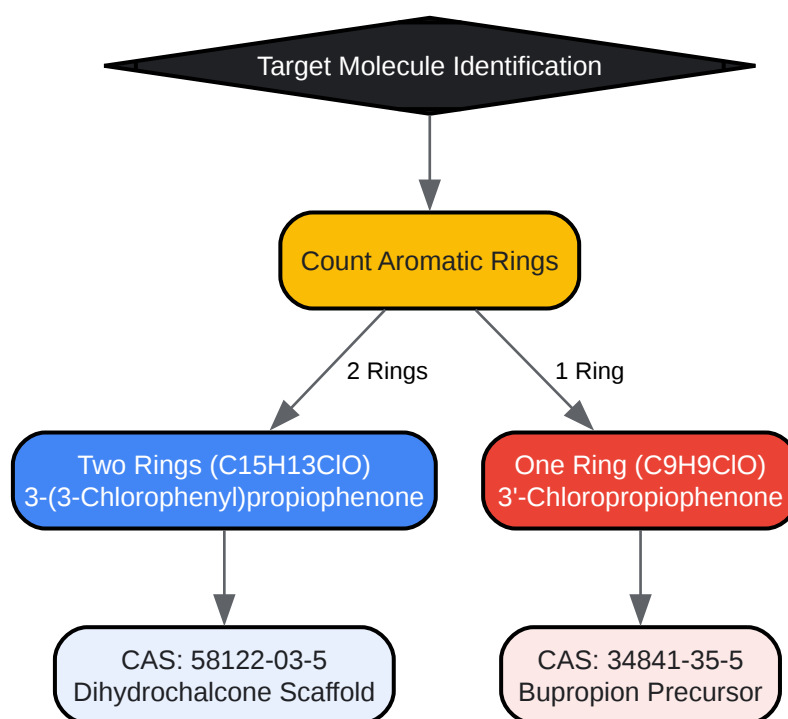 Target Molecule Identification
Count Aromatic Rings
2 Rings
1 Ring
Two Rings (C15H13ClO)
3-(3-Chlorophenyl)propiophenone
One Ring (C9H9ClO)
3'-Chloropropiophenone
CAS: 58122-03-5
Dihydrochalcone Scaffold
CAS: 34841-35-5
Bupropion Precursor